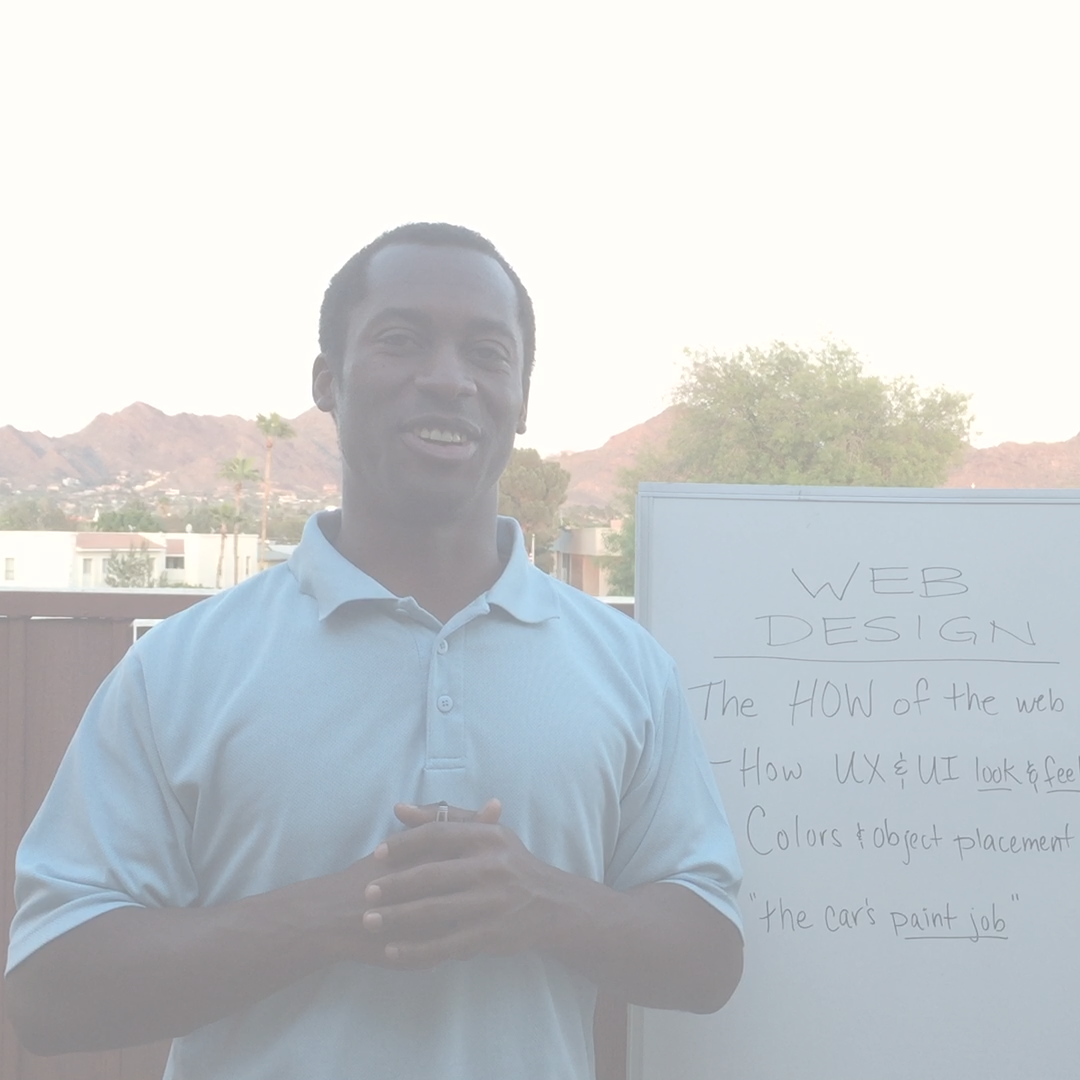 WEB
DESIGN
The HOW of the web
- How UX & UI look & feel
Colors & object placement
"the car's paint job"